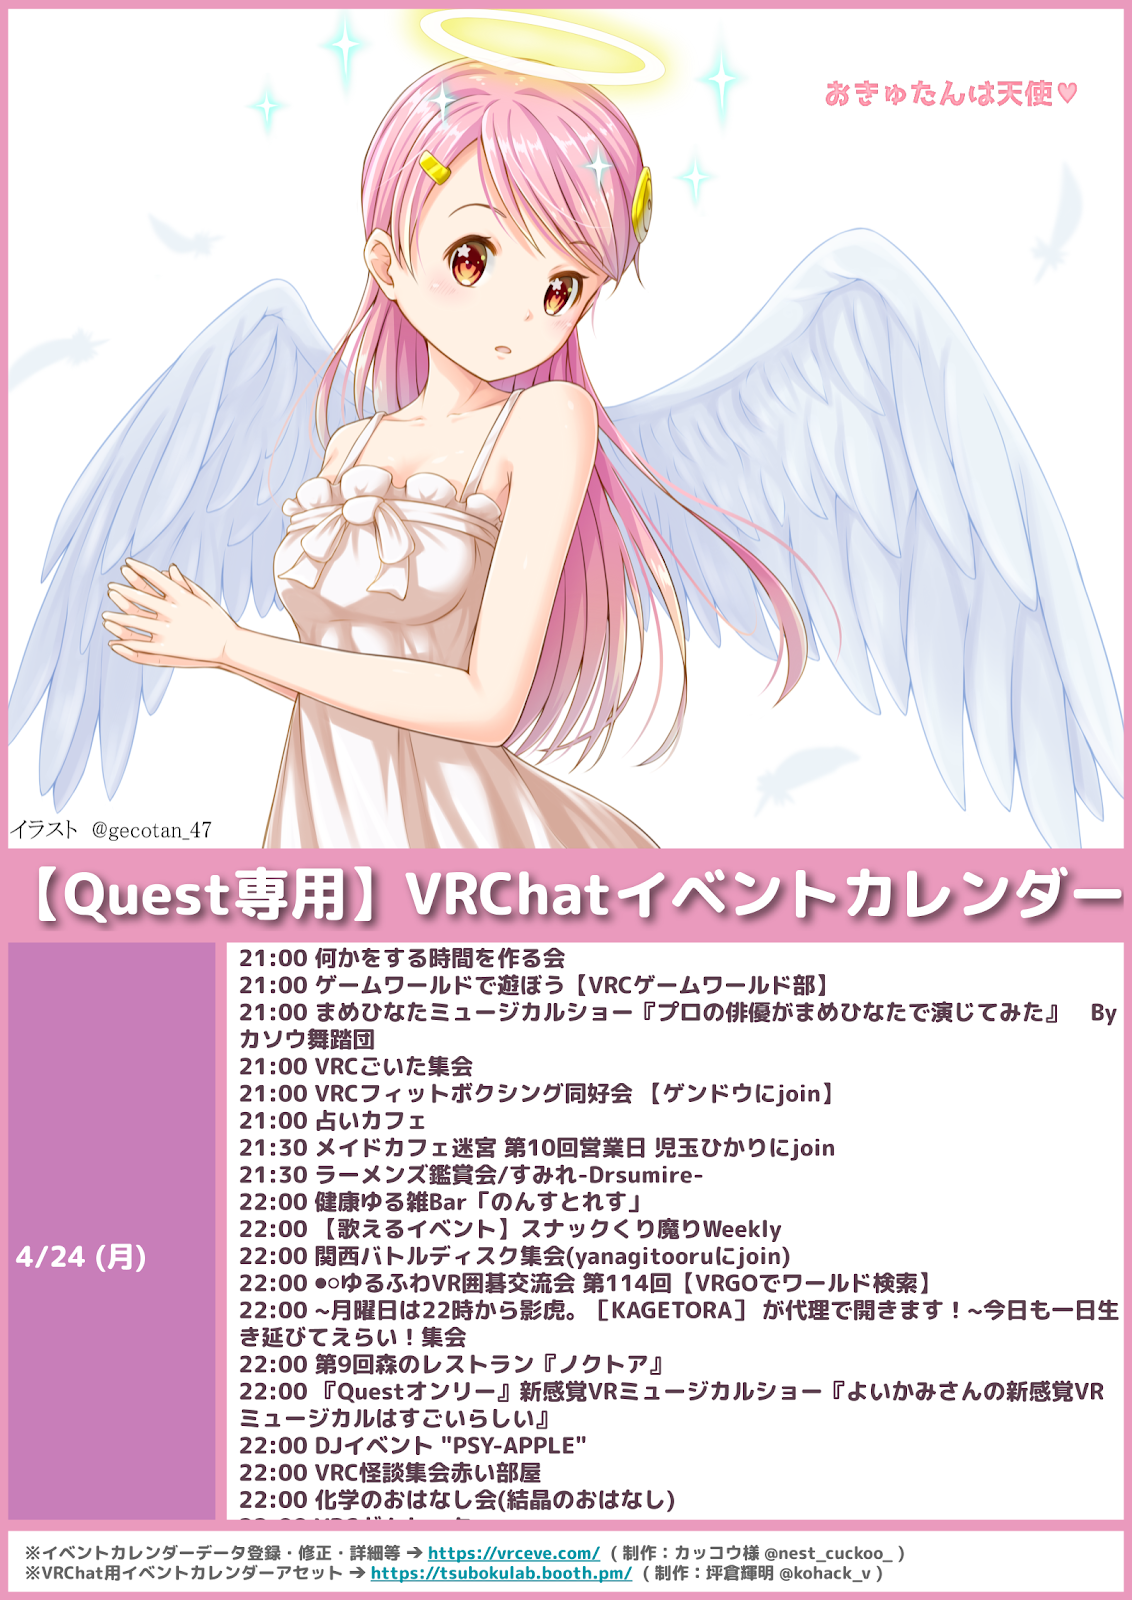 おきゅたんは天使♥
イラスト @gecotan_47
【Quest専用】VRChatイベントカレンダー
4/24 (月)
21:00 何かをする時間を作る会
21:00 ゲームワールドで遊ぼう【VRCゲームワールド部】
21:00 まめひなたミュージカルショー『プロの俳優がまめひなたで演じてみた』　By
カソウ舞踏団
21:00 VRCごいた集会
21:00 VRCフィットボクシング同好会 【ゲンドウにjoin】
21:00 占いカフェ
21:30 メイドカフェ迷宮 第10回営業日 児玉ひかりにjoin
21:30 ラーメンズ鑑賞会/すみれ-Drsumire-
22:00 健康ゆる雑Bar「のんすとれす」
22:00 【歌えるイベント】スナックくり魔りWeekly
22:00 関西バトルディスク集会(yanagitooruにjoin)
22:00 ●○ゆるふわVR囲碁交流会 第114回【VRGOでワールド検索】
22:00 ~月曜日は22時から影虎。［KAGETORA］ が代理で開きます！~今日も一日生
き延びてえらい！集会
22:00 第9回森のレストラン『ノクトア』
22:00 『Questオンリー』新感覚VRミュージカルショー『よいかみさんの新感覚VR
ミュージカルはすごいらしい』
22:00 DJイベント "PSY-APPLE"
22:00 VRC怪談集会赤い部屋
22:00 化学のおはなし会(結晶のおはなし)
※イベントカレンダーデータ登録・修正・詳細等 ➔ https://vrceve.com/ ( 制作：カッコウ様 @nest_cuckoo_ )
※VRChat用イベントカレンダーアセット ➔ https://tsubokulab.booth.pm/ ( 制作：坪倉輝明 @kohack_v )